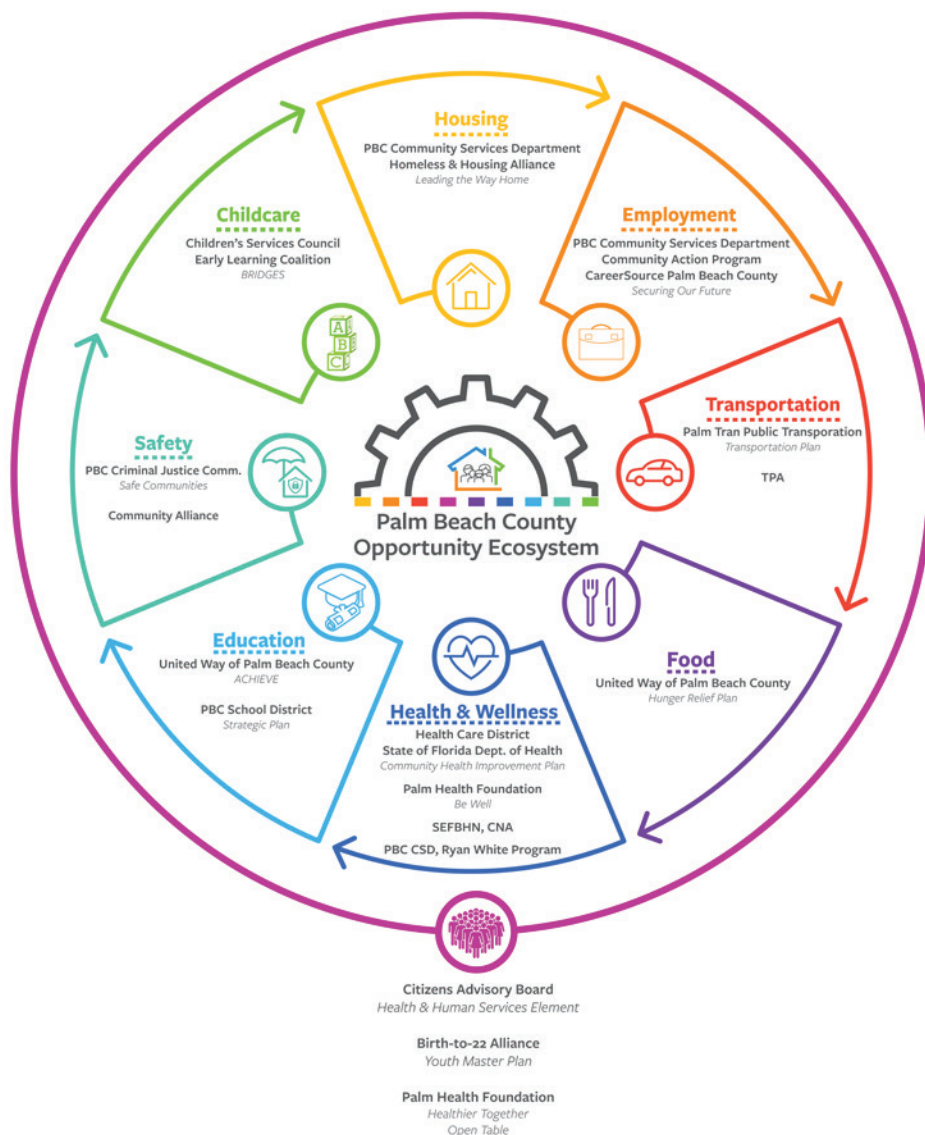 Housing
PBC Community Services Department
Homeless & Housing Alliance
Leading the Way Home
Employment
PBC Community Services Department
Community Action Program
CareerSource Palm Beach County
Securing Our Future
Transportation
Palm Tran Public Transporation
Transportation Plan
TPA
Food
United Way of Palm Beach County
Hunger Relief Plan
Health & Wellness
Health Care District
State of Florida Dept. of Health
Community Health Improvement Plan
Palm Health Foundation
Be Well
SEFBHN, CNA
PBC CSD, Ryan White Program
Education
United Way of Palm Beach County
ACHIEVE
PBC School District
Strategic Plan
Safety
PBC Criminal Justice Comm.
Safe Communities
Community Alliance
Childcare
Children's Services Council
Early Learning Coalition
BRIDGES
A
B
C
Palm Beach County
Opportunity Ecosystem
Citizens Advisory Board
Health & Human Services Element
Birth-to-22 Alliance
Youth Master Plan
Palm Health Foundation
Healthier Together
Open Table